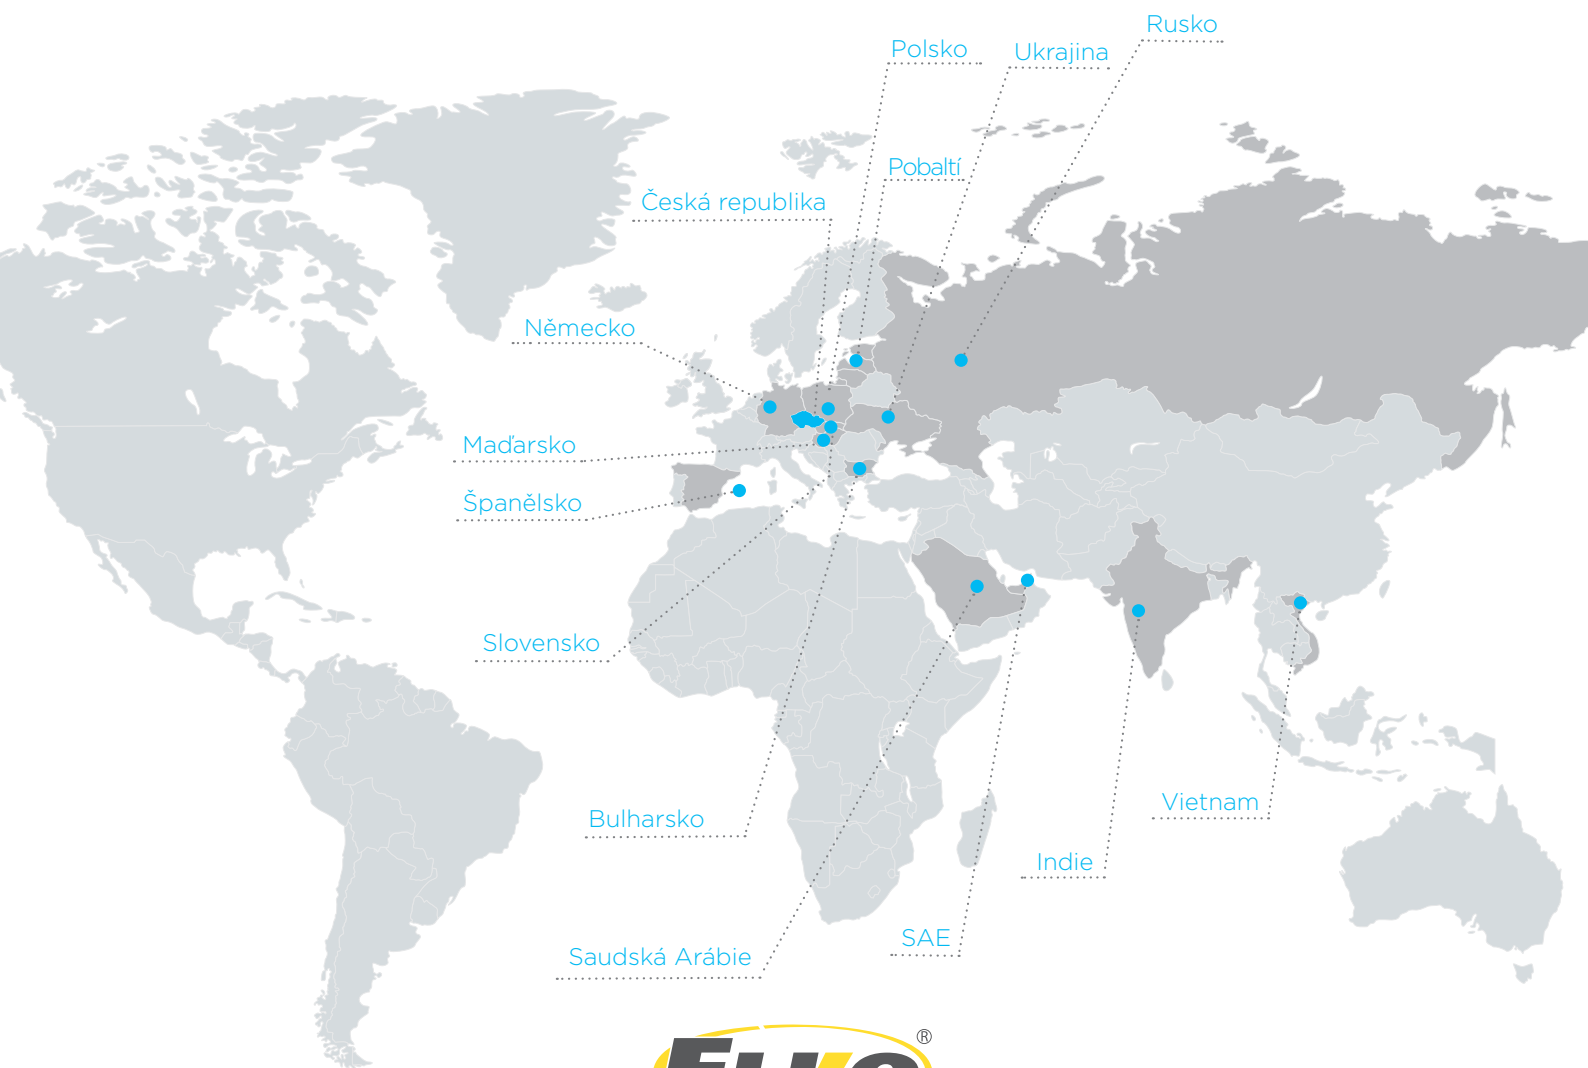 Rusko
Polsko
Ukrajina
Pobaltí
Česká republika
Německo
Maďarsko
Španělsko
Slovensko
Vietnam
Bulharsko
Indie
SAE
Saudská Arábie
®